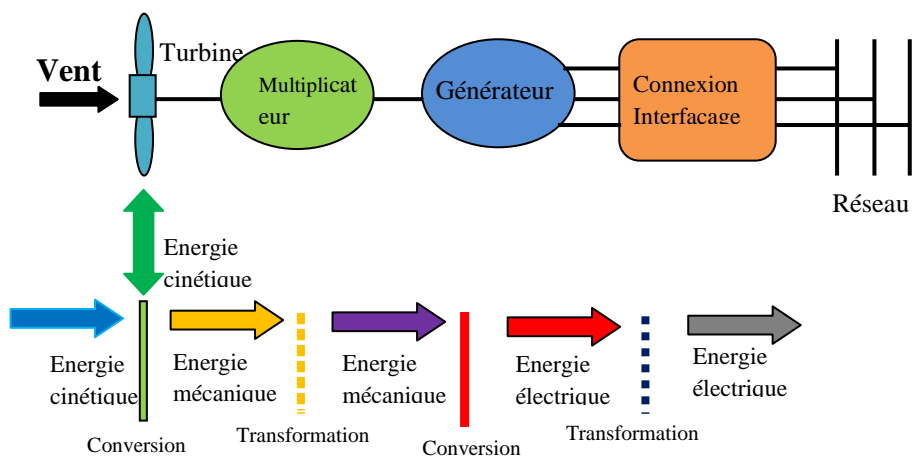 Vent
Turbine
Multiplicat
eur
Générateur
Connexion
Interfaçage
Réseau
Energie
cinétique
Energie
cinétique
Energie
mécanique
Energie
mécanique
Energie
électrique
Energie
électrique
Conversion
Transformation
Conversion
Transformation